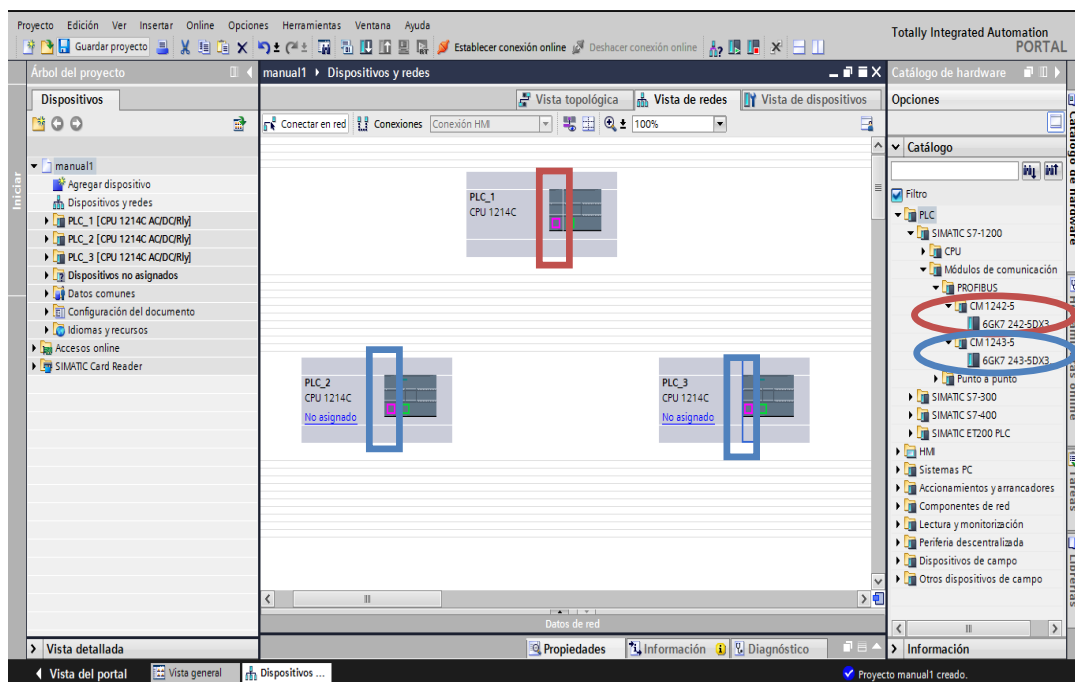 Proyecto Edición Ver Insertar Online Opciones Herramientas Ventana Ayuda
Totally Integrated Automation
PORTAL
Guardar proyecto Establecer conexión online Deshacer conexión online
Árbol del proyecto
Dispositivos
manual1
Agregar dispositivo
Dispositivos y redes
PLC_1 [CPU 1214C AC/DC/Rly]
PLC_2 [CPU 1214C AC/DC/Rly]
PLC_3 [CPU 1214C AC/DC/Rly]
Dispositivos no asignados
Datos comunes
Configuración del documento
Idiomas y recursos
Accesos online
SIMATIC Card Reader
Vista detallada
Iniciar
manual1 Dispositivos y redes
Vista topológica Vista de redes Vista de dispositivos
Conectar en red Conexiones Conexión HMI 100%
PLC_1
CPU 1214C
PLC_2
CPU 1214C
No asignado
PLC_3
CPU 1214C
No asignado
Datos de red
Propiedades Información Diagnóstico
Catálogo de hardware
Opciones
Catálogo
Filtro
PLC
SIMATIC S7-1200
CPU
Módulos de comunicación
PROFIBUS
CM 1242-5
6GK7 242-5DX3
CM 1243-5
6GK7 243-5DX3
Punto a punto
SIMATIC S7-300
SIMATIC S7-400
SIMATIC ET200 PLC
HMI
Sistemas PC
Accionamientos y arrancadores
Componentes de red
Lectura y monitorización
Periferia descentralizada
Dispositivos de campo
Otros dispositivos de campo
Información
Catálogo de hardware
online
Tareas
Librerías
Vista del portal Vista general Dispositivos ... Proyecto manual1 creado.